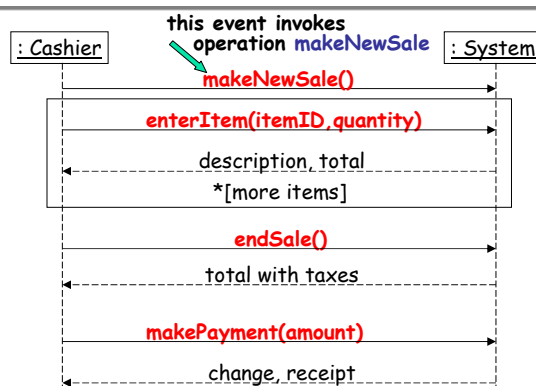 this event invokes
operation makeNewSale
: Cashier
: System
makeNewSale()
enterItem(itemID,quantity)
description, total
*[more items]
endSale()
total with taxes
makePayment(amount)
change, receipt